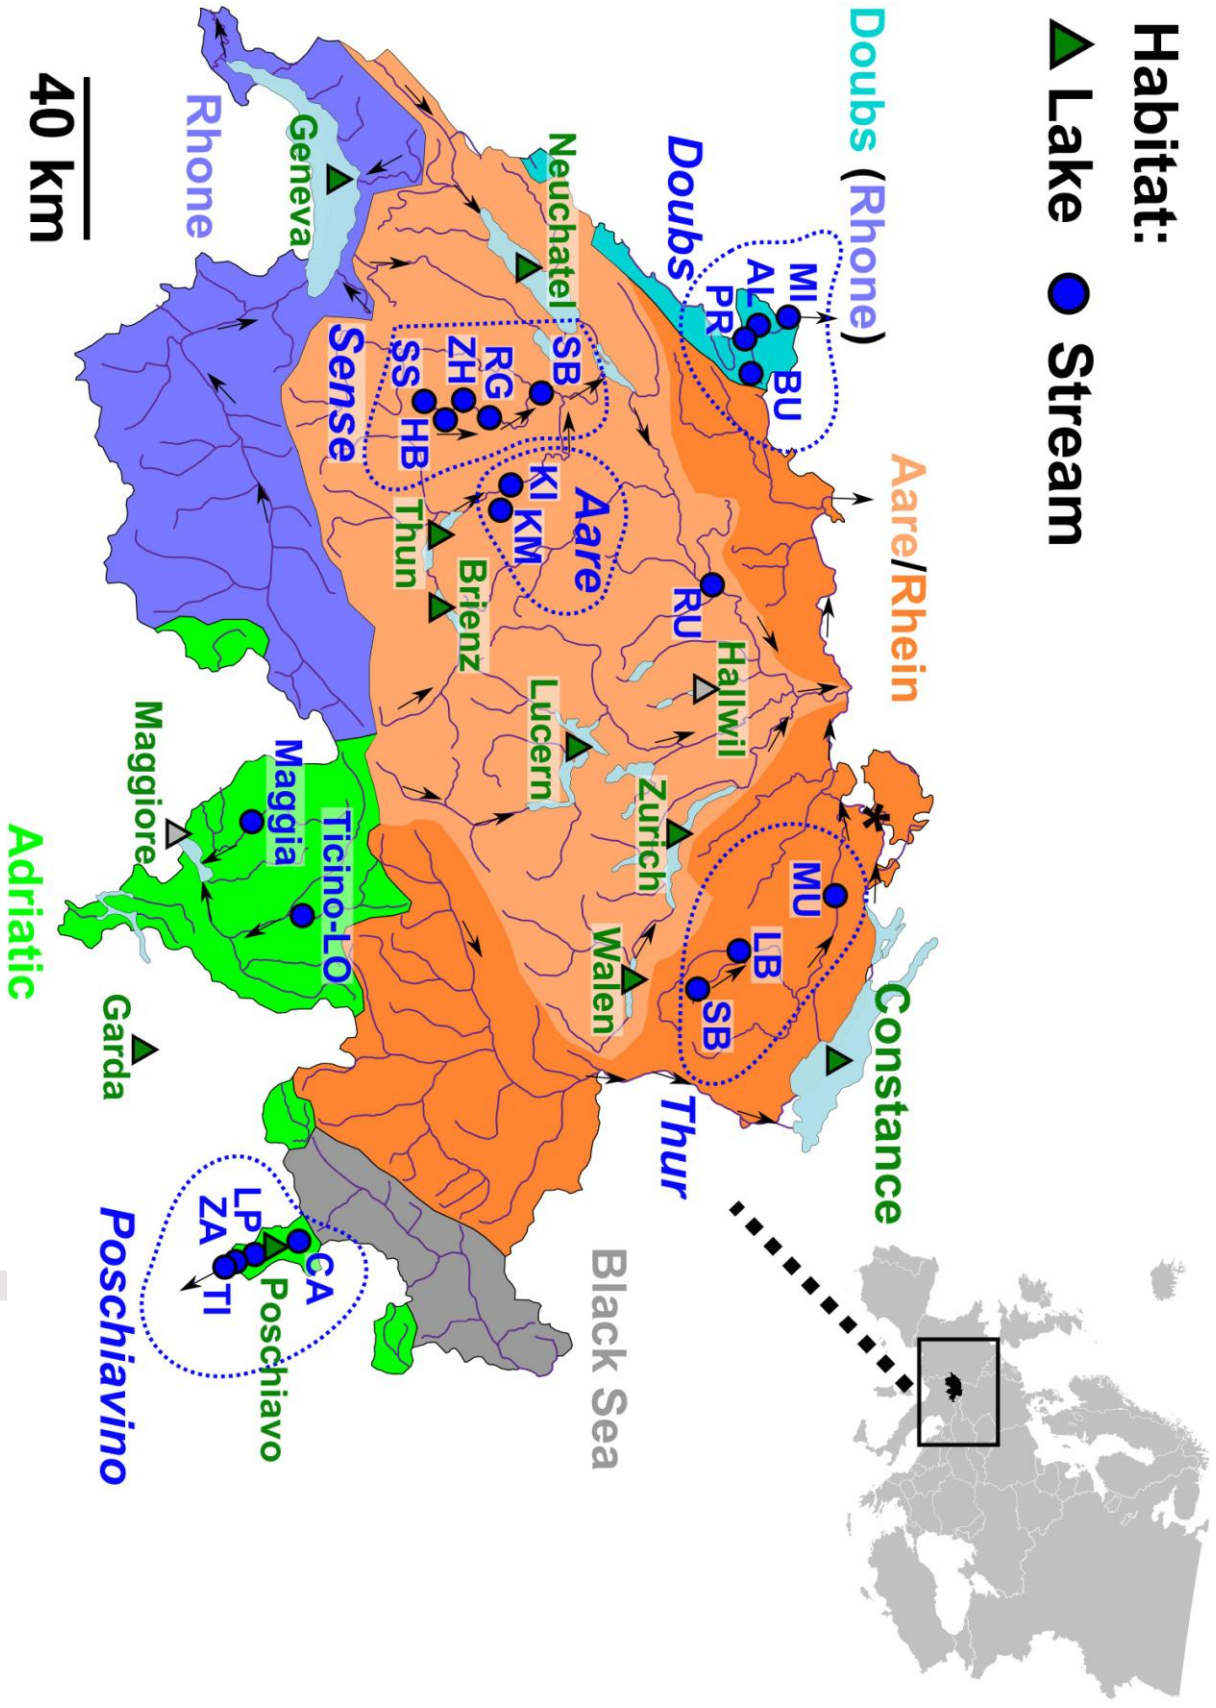 Habitat:
Lake
Stream
Doubs (Rhone)
Aare/Rhein
Constance
Doubs
MI
AL
PR
BU
MU
LB
SB
Thur
Black Sea
Neuchatel
RU
Hallwil
Zurich
Walen
SB
RG
ZH
SS
HB
Sense
Aare
KI
KM
Thun
Brienz
Lucern
Geneva
Rhone
40 km
Maggia
Ticino-LO
Maggiore
Adriatic
Garda
CA
LP
ZA
TI
Poschiavo
Poschiavino
*